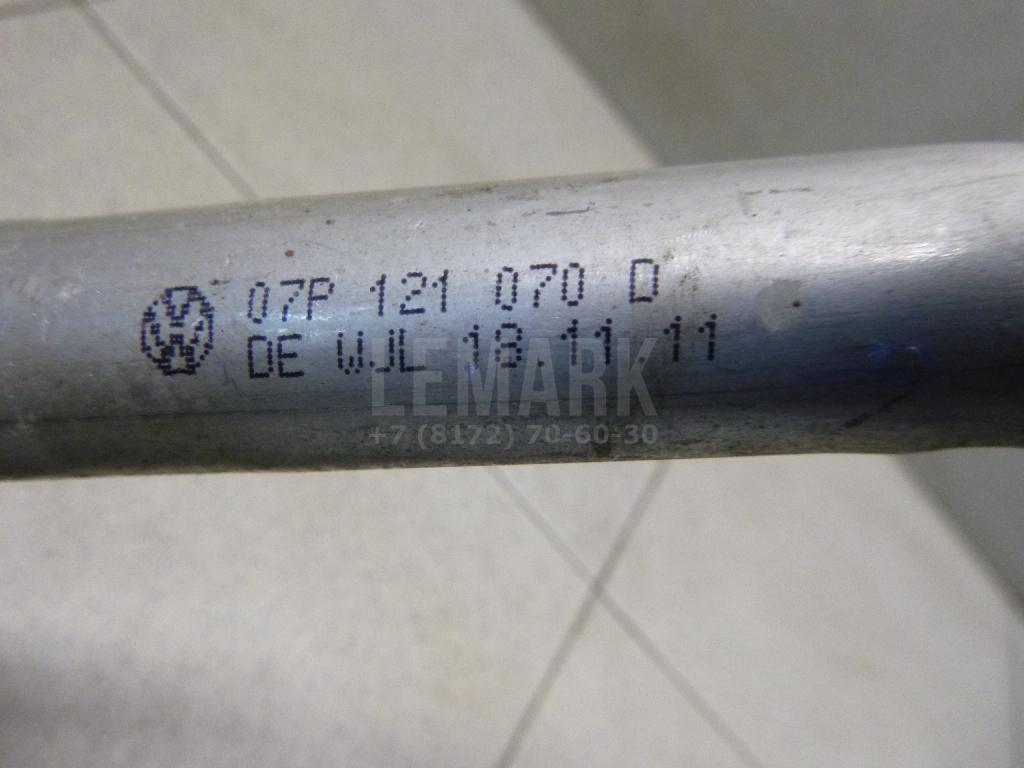 07P 121 070 D
DE WJL 18.11 11
LEMARK
+7 (8172) 70-60-30